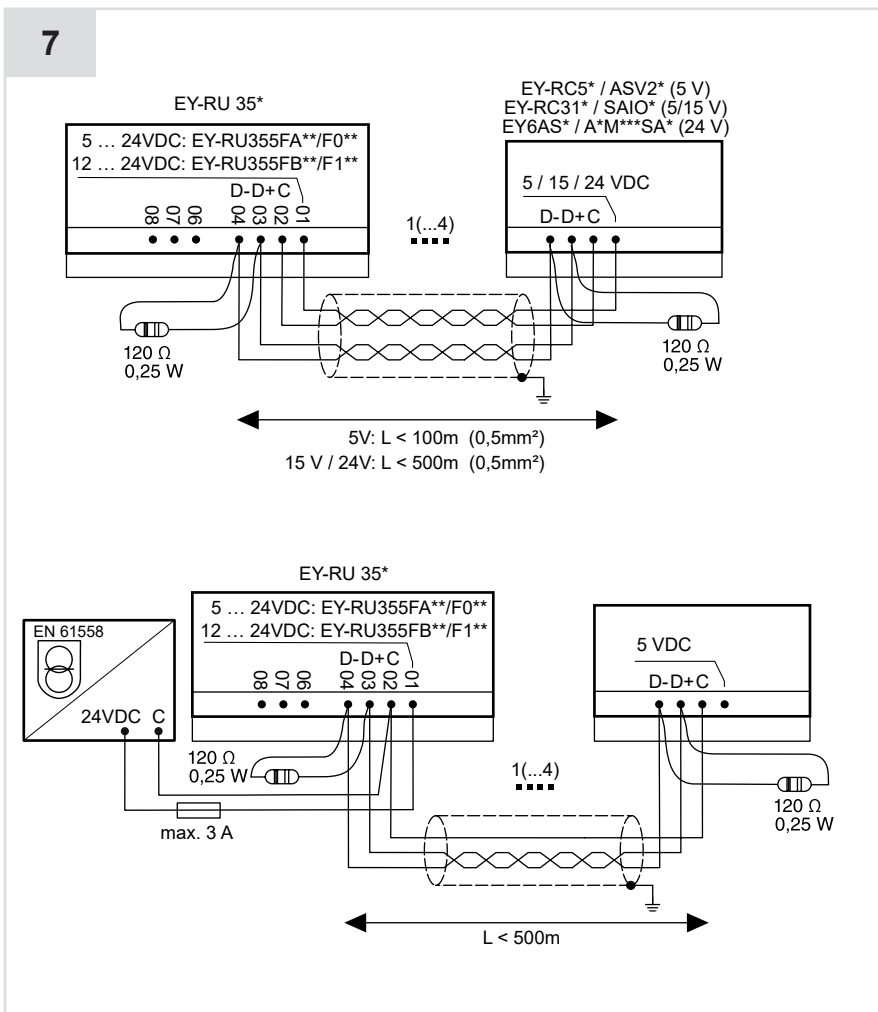 7
EY-RU 35*
5 … 24VDC: EY-RU355FA**/F0**
12 … 24VDC: EY-RU355FB**/F1**
D- D+ C
08 07 06 04 03 02 01
120 Ω
0,25 W
1(...4)
EY-RC5* / ASV2* (5 V)
EY-RC31* / SAIO* (5/15 V)
EY6AS* / A*M***SA* (24 V)
5 / 15 / 24 VDC
D- D+ C
120 Ω
0,25 W
5V: L < 100m (0,5mm²)
15 V / 24V: L < 500m (0,5mm²)
EN 61558
24VDC C
max. 3 A
EY-RU 35*
5 … 24VDC: EY-RU355FA**/F0**
12 … 24VDC: EY-RU355FB**/F1**
D- D+ C
08 07 06 04 03 02 01
120 Ω
0,25 W
1(...4)
5 VDC
D- D+ C
120 Ω
0,25 W
L < 500m